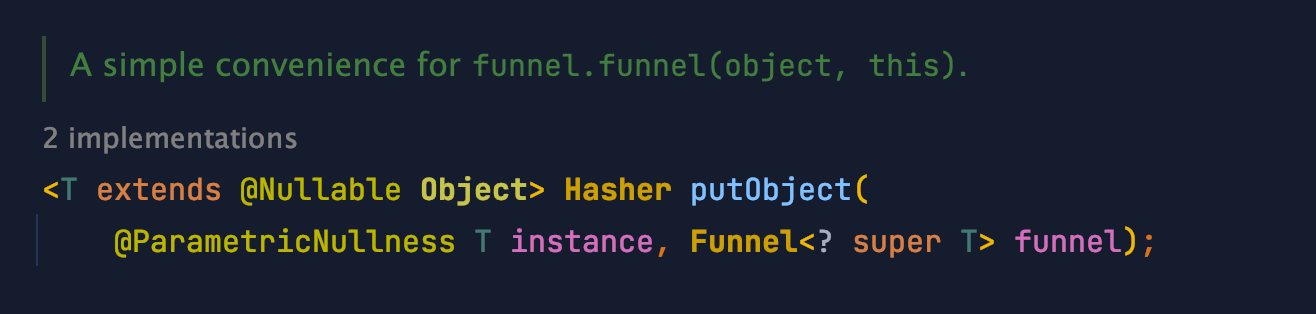 A simple convenience for funnel.funnel(object, this).
2 implementations
<T extends @Nullable Object> Hasher putObject(
    @ParametricNullness T instance, Funnel<? super T> funnel);